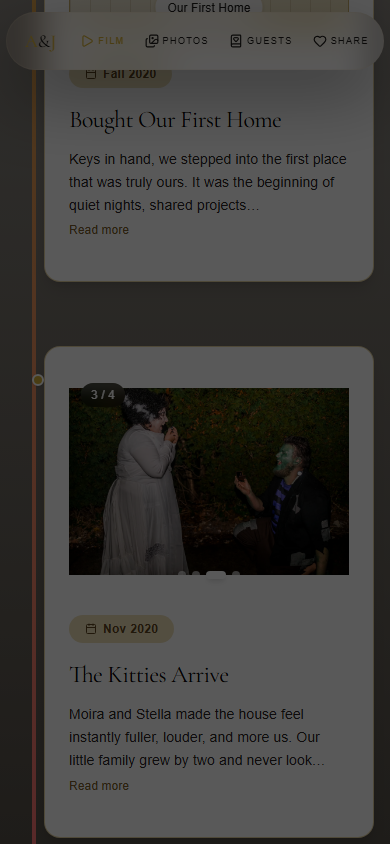 Our First Home
&
FILM
PHOTOS
GUESTS
SHARE
Fall 2020
Bought Our First Home
Keys in hand, we stepped into the first place
that was truly ours. It was the beginning of
quiet nights, shared projects…
Read more
3 / 4
Nov 2020
The Kitties Arrive
Moira and Stella made the house feel
instantly fuller, louder, and more us. Our
little family grew by two and never look…
Read more